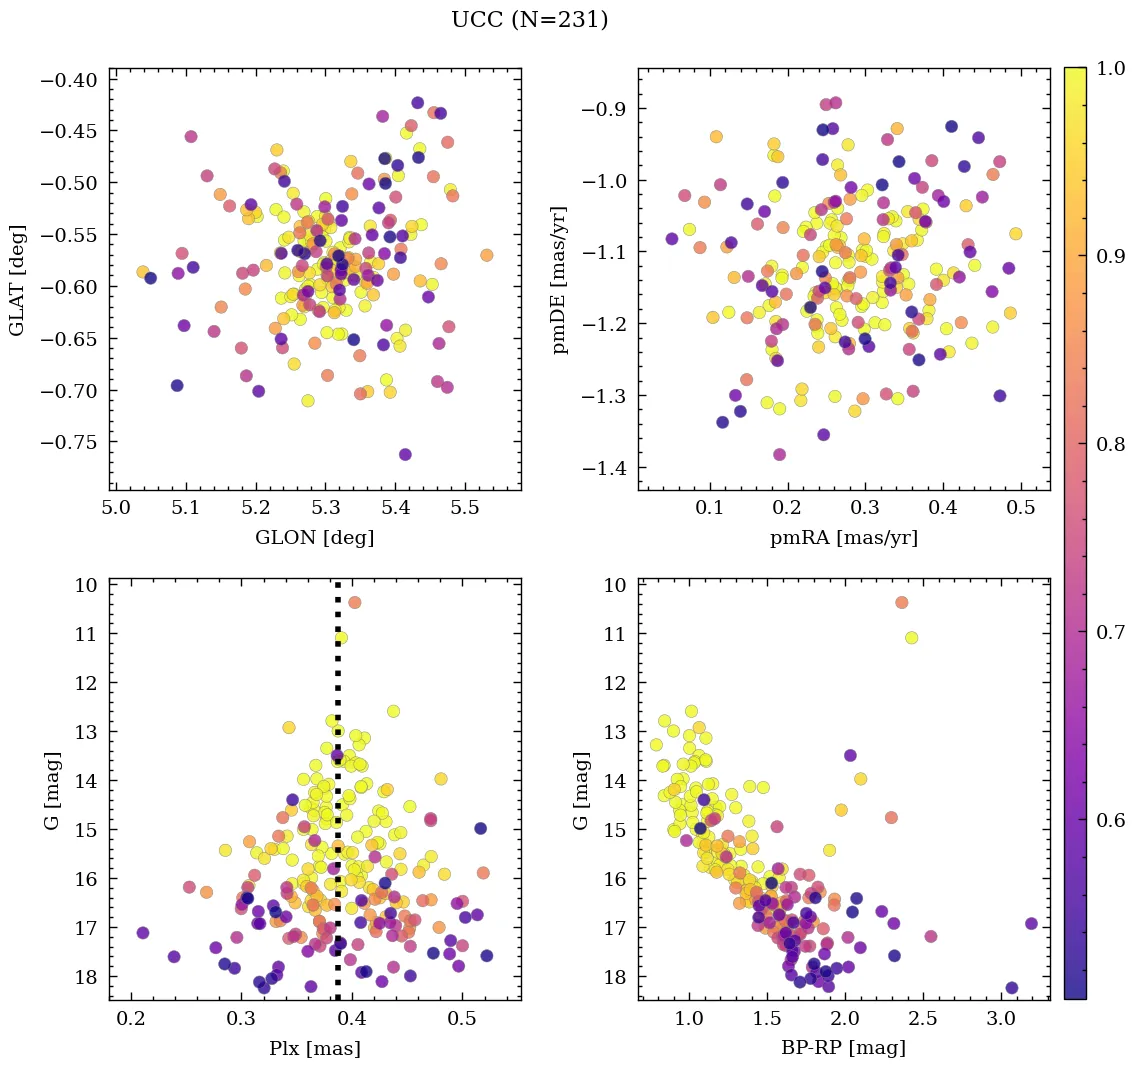 UCC (N=231)
−0.40
−0.45
−0.50
−0.55
−0.60
−0.65
−0.70
−0.75
GLAT [deg]
5.0 5.1 5.2 5.3 5.4 5.5
GLON [deg]
−0.9
−1.0
−1.1
−1.2
−1.3
−1.4
pmDE [mas/yr]
0.1 0.2 0.3 0.4 0.5
pmRA [mas/yr]
1.0
0.9
0.8
0.7
0.6
10
11
12
13
14
15
16
17
18
G [mag]
0.2 0.3 0.4 0.5
Plx [mas]
10
11
12
13
14
15
16
17
18
G [mag]
1.0 1.5 2.0 2.5 3.0
BP-RP [mag]